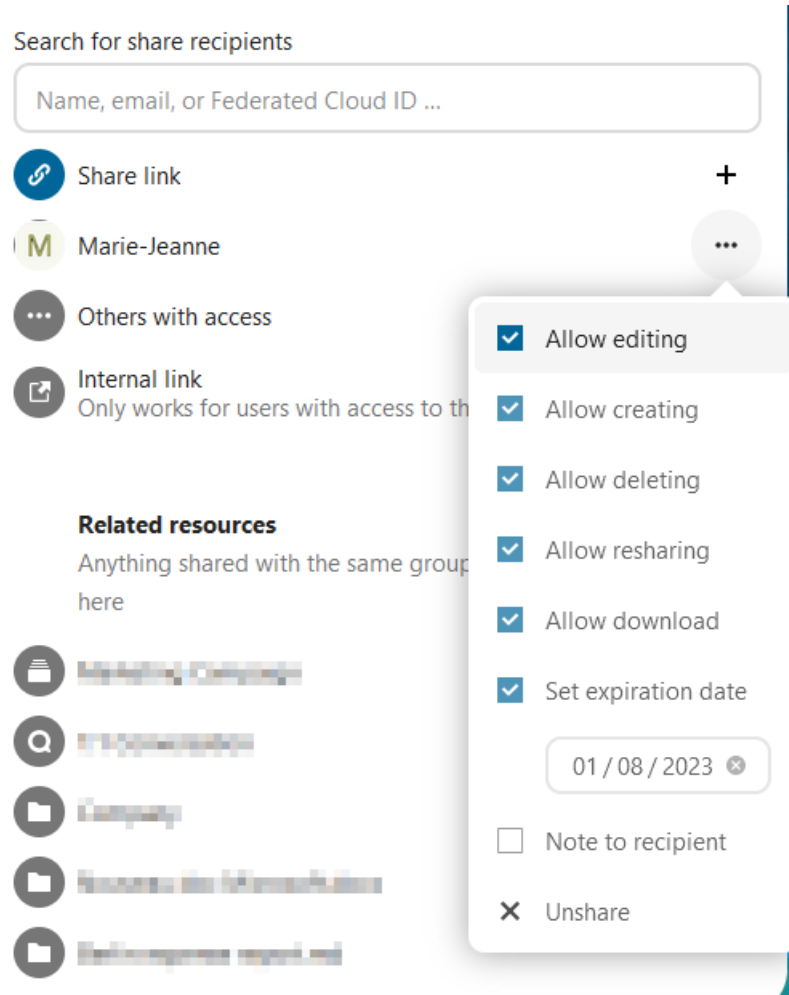 Search for share recipients
Name, email, or Federated Cloud ID ...
Share link
M Marie-Jeanne
Others with access
Internal link
Only works for users with access to th
Allow editing
Allow creating
Allow deleting
Allow resharing
Allow download
Set expiration date
01 / 08 / 2023
Note to recipient
Unshare
Related resources
Anything shared with the same group
here